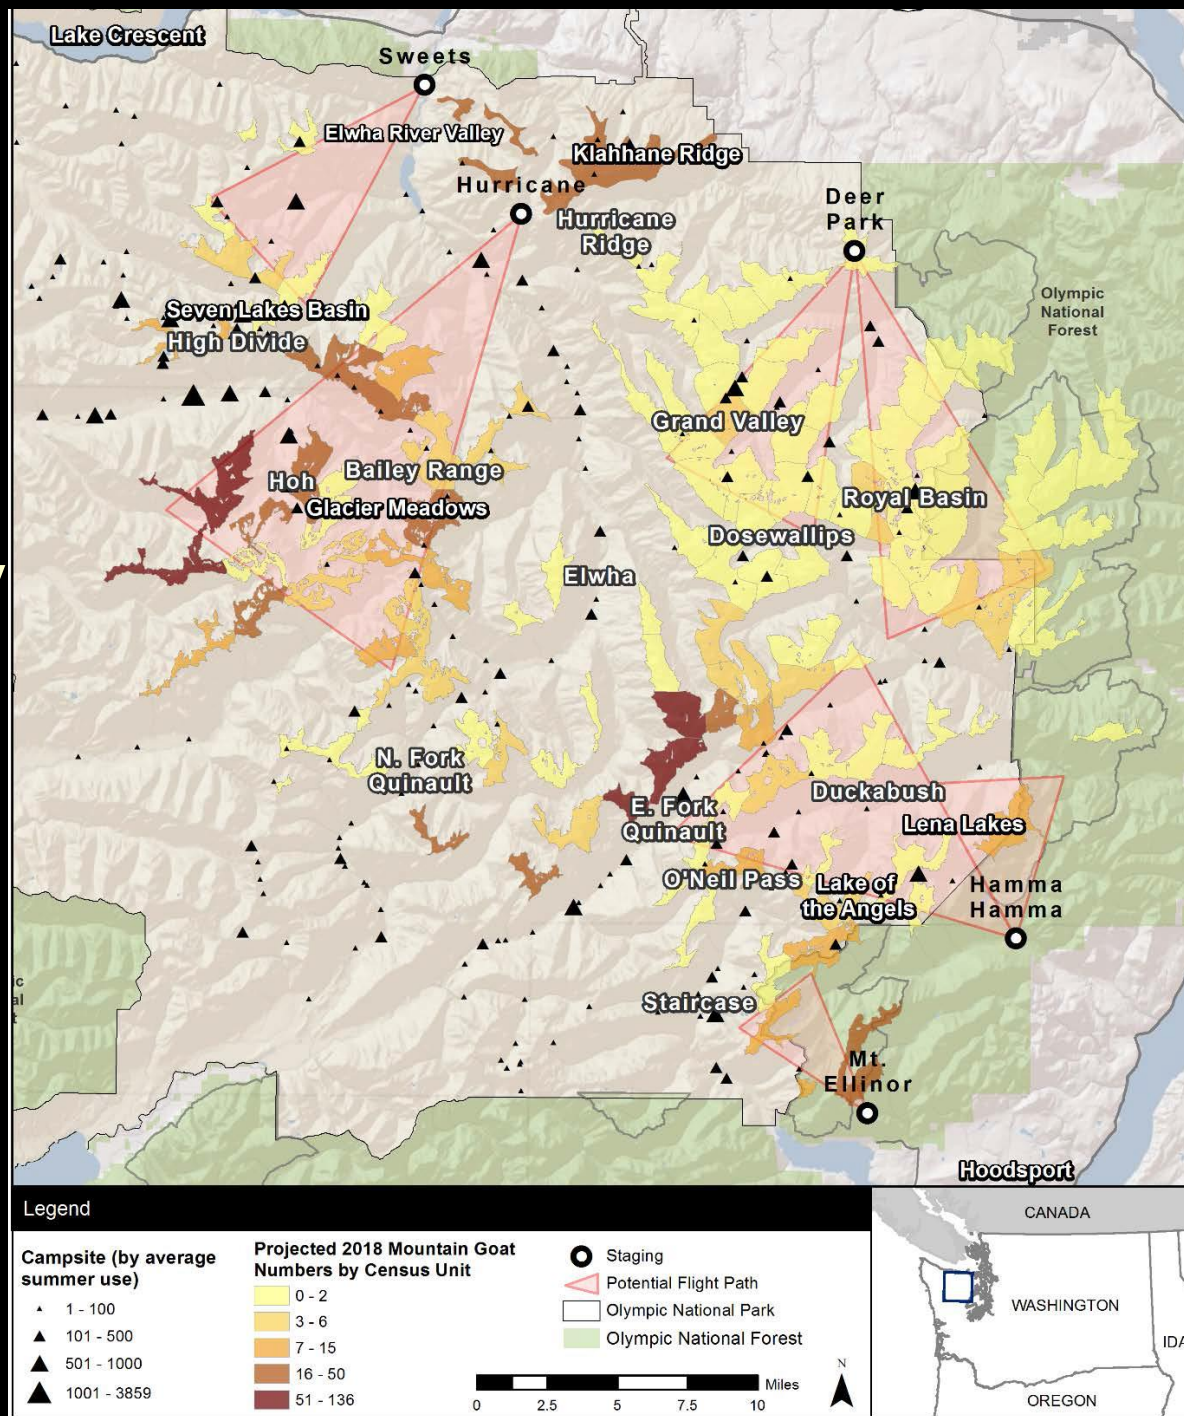 Lake Crescent
Sweets
Elwha River Valley
Klahhane Ridge
Hurricane
Hurricane
Ridge
Deer
Park
Olympic
National
Forest
Seven Lakes Basin
High Divide
Grand Valley
Bailey Range
Hoh
Glacier Meadows
Royal Basin
Dosewallips
Elwha
N. Fork
Quinault
Duckabush
E. Fork
Quinault
Lena Lakes
O'Neil Pass
Lake of
the Angels
Hamma
Hamma
ic
al
t
Staircase
Mt.
Ellinor
Hoodsport
Legend
Campsite (by average
summer use)
1 - 100
101 - 500
501 - 1000
1001 - 3859
Projected 2018 Mountain Goat
Numbers by Census Unit
0 - 2
3 - 6
7 - 15
16 - 50
51 - 136
Staging
Potential Flight Path
Olympic National Park
Olympic National Forest
Miles
0 2.5 5 7.5 10
N
CANADA
WASHINGTON
IDA
OREGON